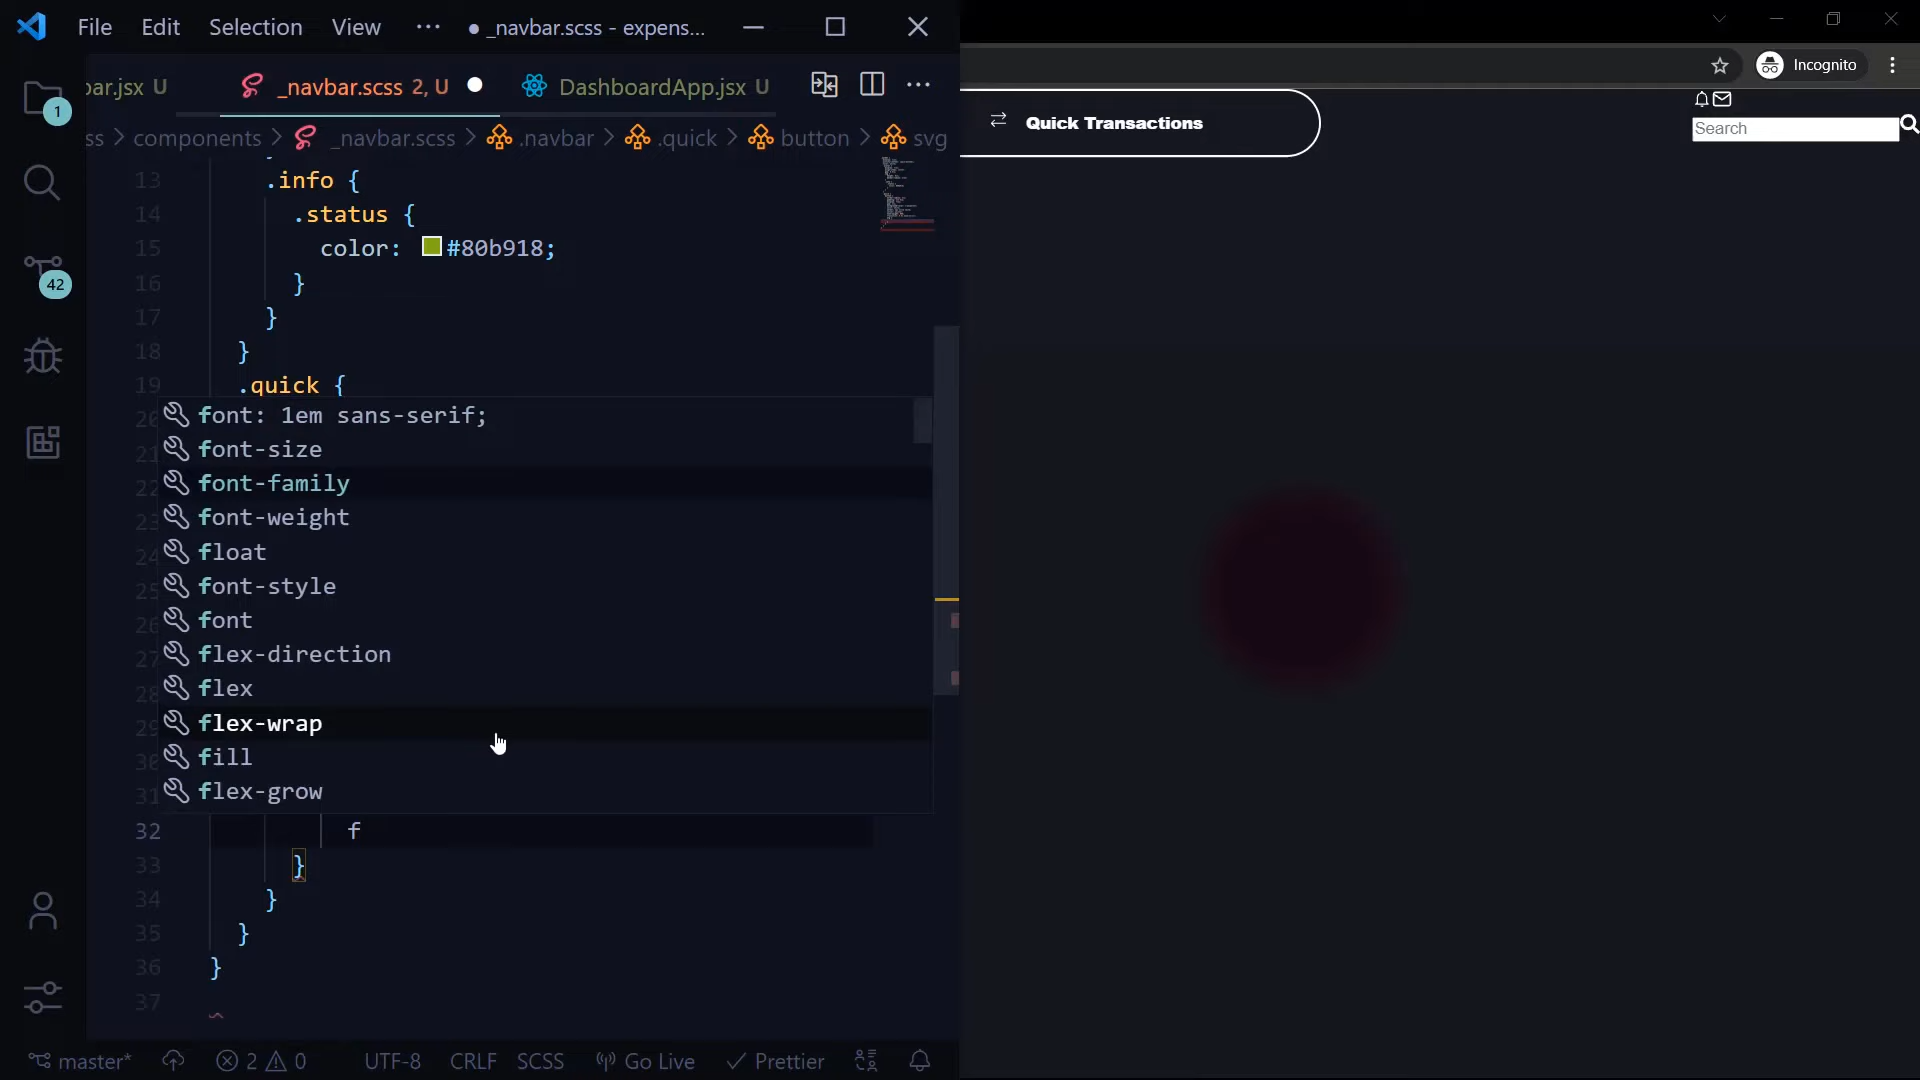 File Edit Selection View ··· ● _navbar.scss - expens...
bar.jsx U _navbar.scss 2, U DashboardApp.jsx U ···
ss > components > _navbar.scss > .navbar > .quick > button > svg
13 .info {
14 .status {
15 color: #80b918;
16 }
17 }
18 }
19 .quick {
font: 1em sans-serif;
font-size
font-family
font-weight
float
font-style
font
flex-direction
flex
flex-wrap
fill
flex-grow
32 f
33 }
34 }
35 }
36 }
37
1
42
master* 2 0 UTF-8 CRLF SCSS Go Live Prettier
Incognito
Quick Transactions
Search